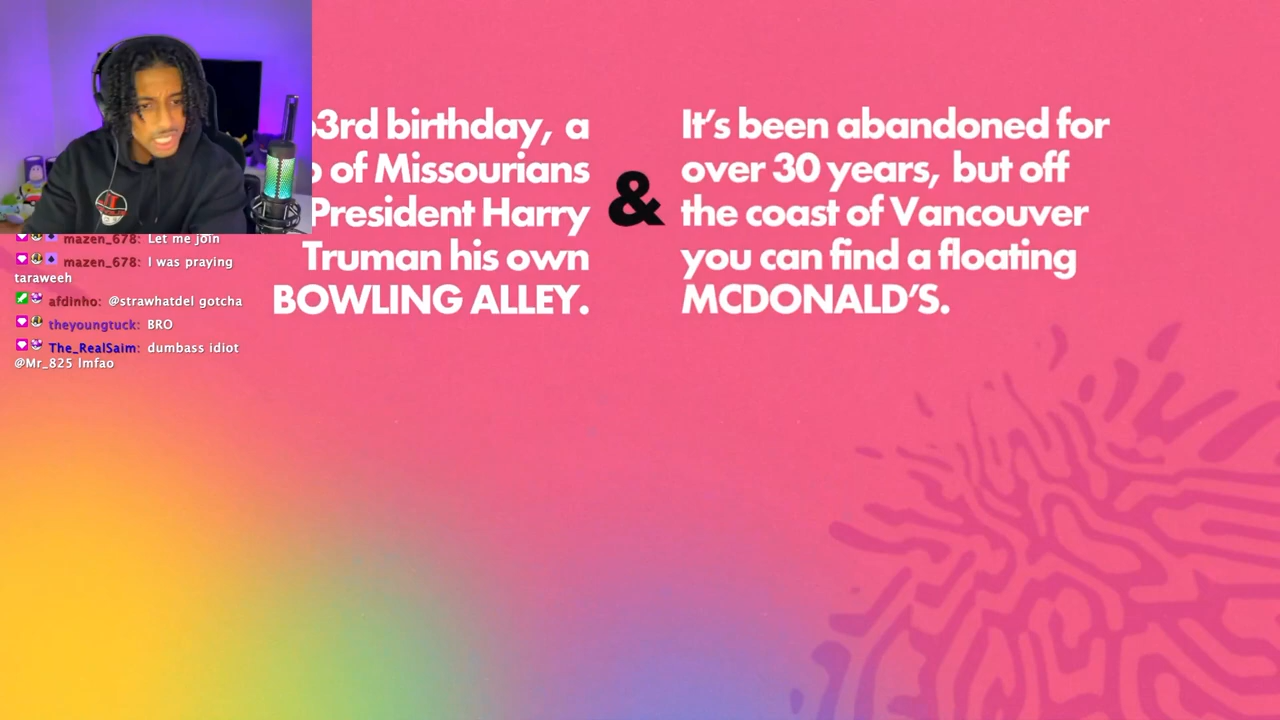 3rd birthday, a
of Missourians
President Harry
Truman his own
BOWLING ALLEY.
&
It's been abandoned for
over 30 years, but off
the coast of Vancouver
you can find a floating
MCDONALD'S.
mazen_678: Let me join
mazen_678: I was praying
taraweeh
afdinho: @strawhatdel gotcha
theyoungtuck: BRO
The_RealSaim: dumbass idiot
@Mr_825 lmfao